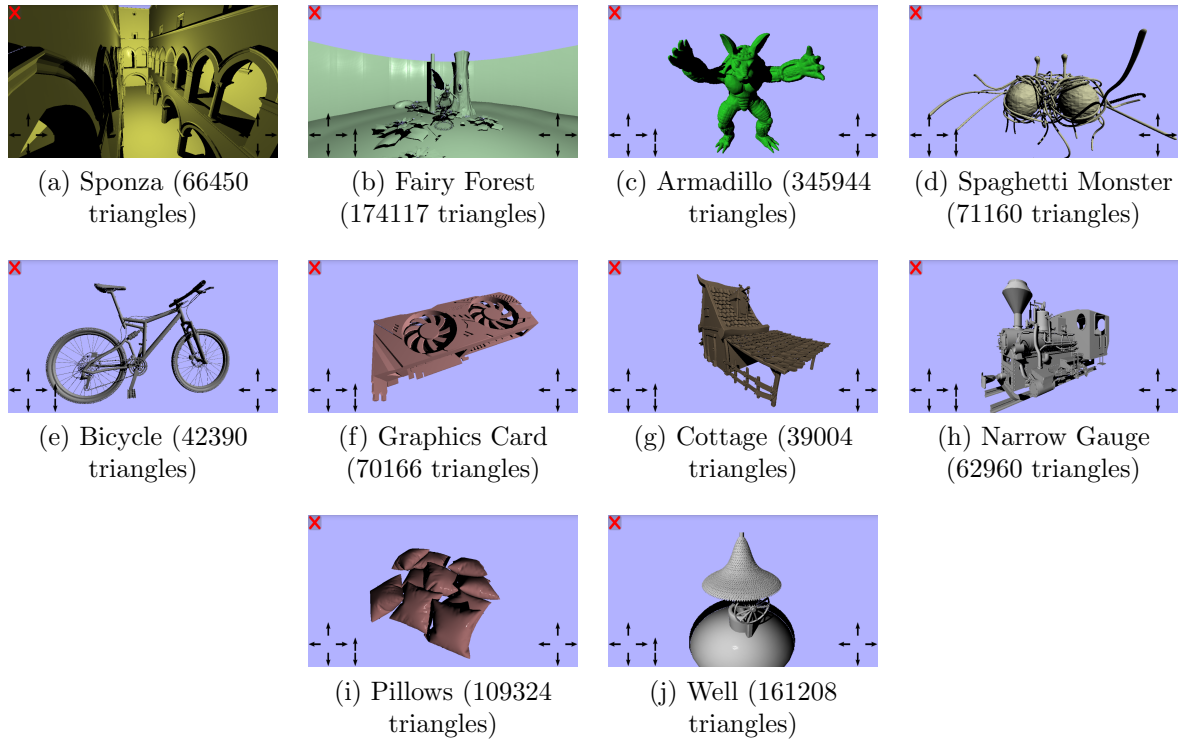 (a) Sponza (66450
triangles)
(b) Fairy Forest
(174117 triangles)
(c) Armadillo (345944
triangles)
(d) Spaghetti Monster
(71160 triangles)
(e) Bicycle (42390
triangles)
(f) Graphics Card
(70166 triangles)
(g) Cottage (39004
triangles)
(h) Narrow Gauge
(62960 triangles)
(i) Pillows (109324
triangles)
(j) Well (161208
triangles)